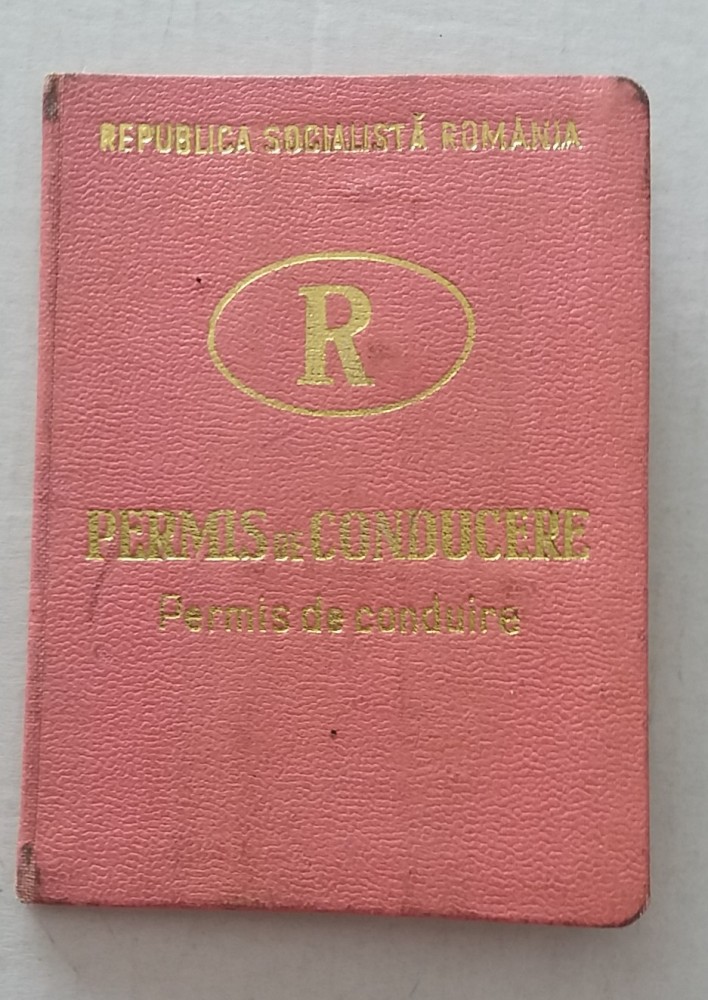 REPUBLICA SOCIALISTĂ ROMÂNIA
R
PERMIS DE CONDUCERE
Permis de conduire